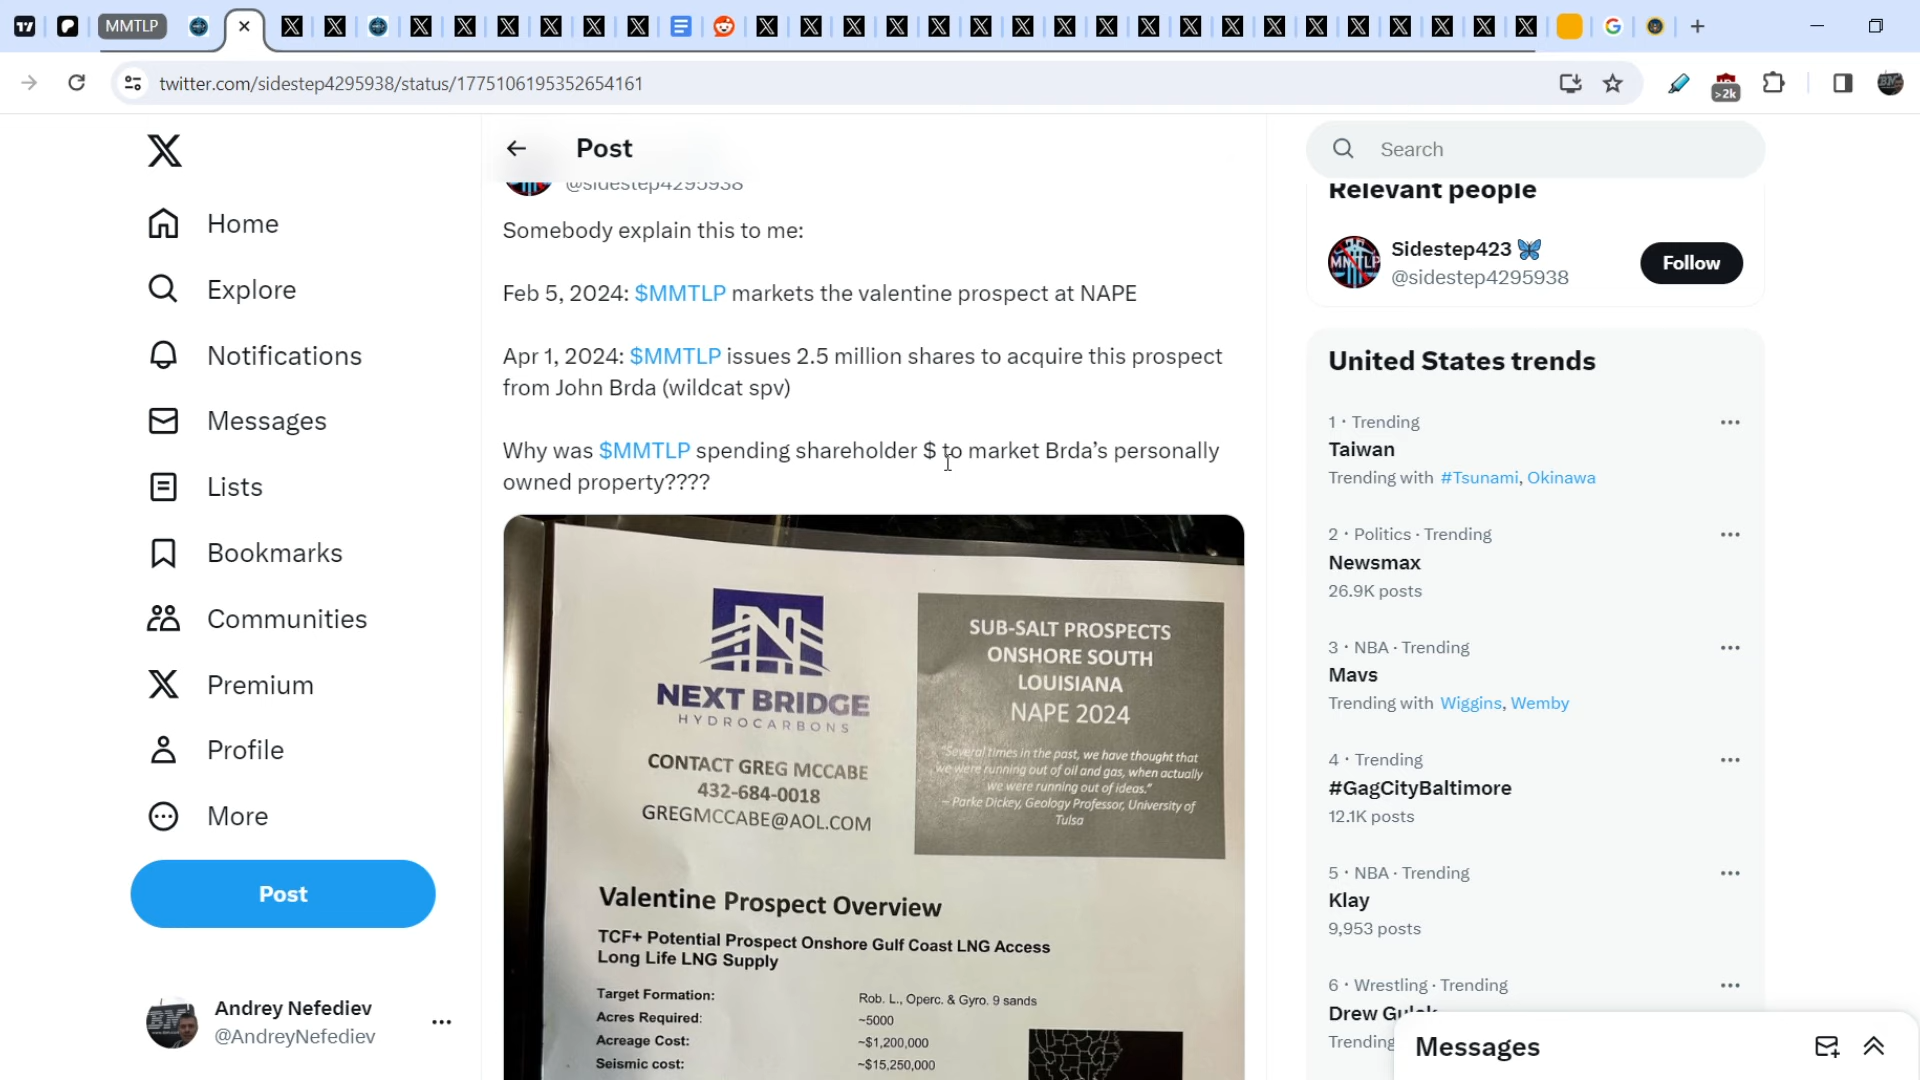 MMTLP
twitter.com/sidestep4295938/status/1775106195352654161
>2k
Post
Search
@sidestep4295938
Relevant people
Home
Explore
Notifications
Messages
Lists
Bookmarks
Communities
Premium
Profile
More
Post
Andrey Nefediev
@AndreyNefediev
Somebody explain this to me:
Feb 5, 2024: $MMTLP markets the valentine prospect at NAPE
Apr 1, 2024: $MMTLP issues 2.5 million shares to acquire this prospect
from John Brda (wildcat spv)
Why was $MMTLP spending shareholder $ to market Brda’s personally
owned property????
NEXT BRIDGE
HYDROCARBONS
CONTACT GREG MCCABE
432-684-0018
GREGMCCABE@AOL.COM
SUB-SALT PROSPECTS
ONSHORE SOUTH
LOUISIANA
NAPE 2024
"Several times in the past, we have thought that
we were running out of oil and gas, when actually
we were running out of ideas."
~ Parke Dickey, Geology Professor, University of
Tulsa
Valentine Prospect Overview
TCF+ Potential Prospect Onshore Gulf Coast LNG Access
Long Life LNG Supply
Target Formation: Rob. L., Operc. & Gyro. 9 sands
Acres Required: ~5000
Acreage Cost: ~$1,200,000
Seismic cost: ~$15,250,000
Sidestep423
@sidestep4295938
Follow
United States trends
1 · Trending
Taiwan
Trending with #Tsunami, Okinawa
2 · Politics · Trending
Newsmax
26.9K posts
3 · NBA · Trending
Mavs
Trending with Wiggins, Wemby
4 · Trending
#GagCityBaltimore
12.1K posts
5 · NBA · Trending
Klay
9,953 posts
6 · Wrestling · Trending
Drew Gulak
Trending
Messages